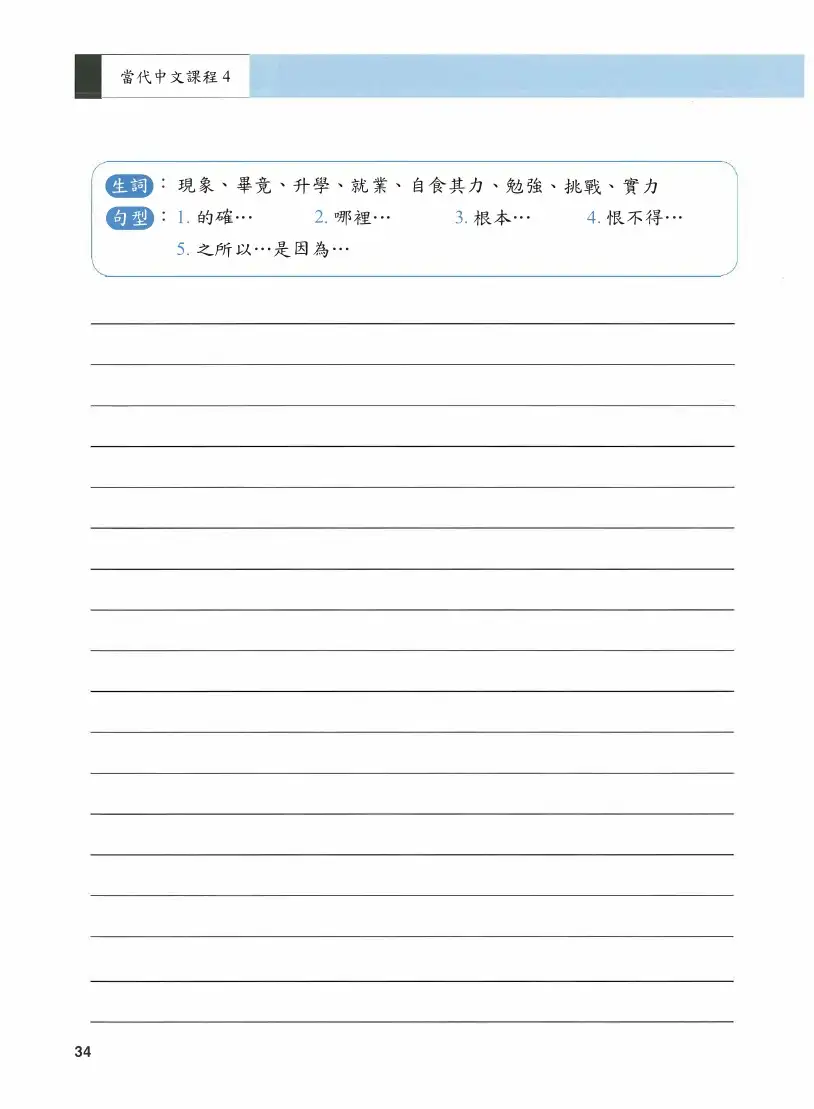 當代中文課程 4
生詞：現象、畢竟、升學、就業、自食其力、勉強、挑戰、實力
句型：1. 的確… 2. 哪裡… 3. 根本… 4. 恨不得…
5. 之所以…是因為…
34